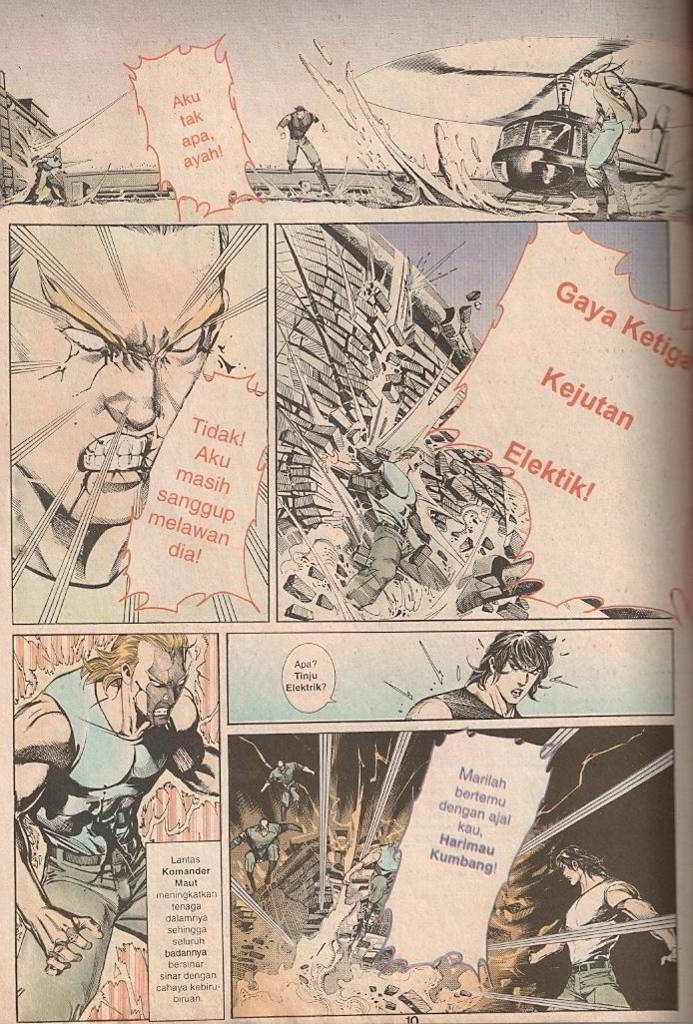 Aku
tak
apa,
ayah!
Tidak!
Aku
masih
sanggup
melawan
dia!
Gaya Ketiga
Kejutan
Elektik!
Lantas
Komander
Maut
meningkatkan
tenaga
dalamnya
sehingga
seluruh
badannya
bersinar-
sinar dengan
cahaya kebiru-
biruan.
Apa?
Tinju
Elektrik?
Marilah
bertemu
dengan ajal
kau,
Harimau
Kumbang!
10